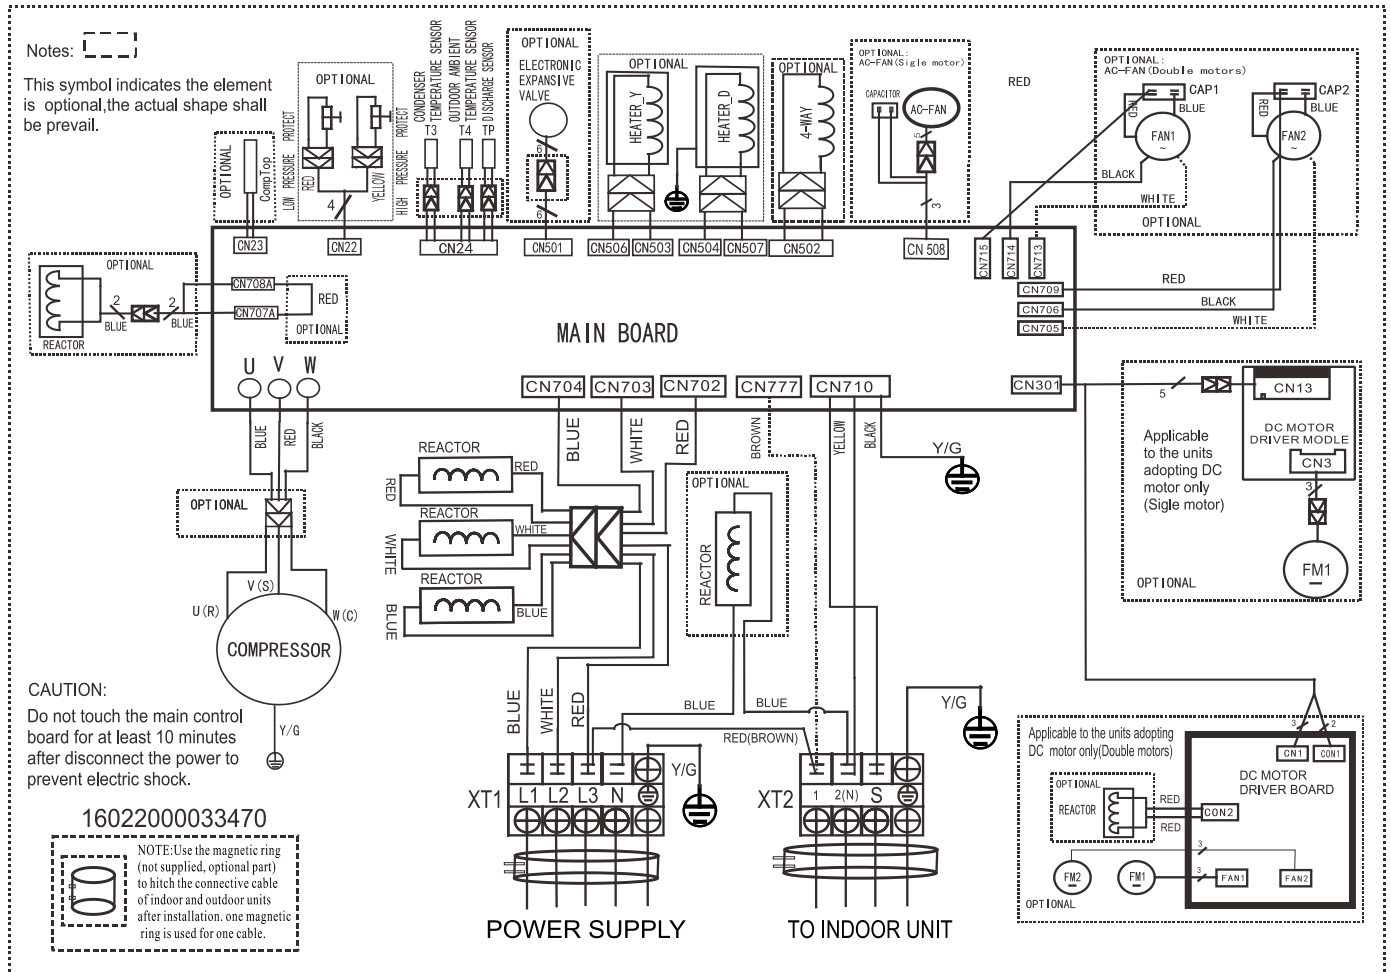 Notes:
This symbol indicates the element
is optional,the actual shape shall
be prevail.
OPTIONAL
CompTop
CN23
OPTIONAL
LOW PRESSURE PROTECT
RED
YELLOW
HIGH PRESSURE PROTECT
4
CN22
CONDENSER
TEMPERATURE SENSOR
OUTDOOR AMBIENT
TEMPERATURE SENSOR
DISCHARGE SENSOR
T3
T4
TP
CN24
OPTIONAL
ELECTRONIC
EXPANSIVE
VALVE
6
6
CN501
OPTIONAL
HEATER_Y
HEATER_D
CN506
CN503
CN504
CN507
OPTIONAL
4-WAY
CN502
OPTIONAL:
AC-FAN(Sigle motor)
CAPACITOR
AC-FAN
5
3
CN 508
RED
OPTIONAL:
AC-FAN(Double motors)
CAP1
RED
BLUE
FAN1
~
CAP2
RED
BLUE
FAN2
~
BLACK
WHITE
OPTIONAL
CN715
CN714
CN713
CN709
RED
CN706
BLACK
CN705
WHITE
OPTIONAL
REACTOR
2
BLUE
2
BLUE
CN708A
CN707A
RED
OPTIONAL
MAIN BOARD
U
V
W
CN704
CN703
CN702
CN777
CN710
CN301
BLUE
RED
BLACK
OPTIONAL
V(S)
U(R)
W(C)
COMPRESSOR
Y/G
BLUE
WHITE
RED
BROWN
YELLOW
BLACK
Y/G
REACTOR
RED
RED
REACTOR
WHITE
WHITE
REACTOR
BLUE
BLUE
OPTIONAL
REACTOR
5
CN13
DC MOTOR
DRIVER MODLE
CN3
3
FM1
Applicable
to the units
adopting DC
motor only
(Sigle motor)
OPTIONAL
CAUTION:
Do not touch the main control
board for at least 10 minutes
after disconnect the power to
prevent electric shock.
16022000033470
NOTE:Use the magnetic ring
(not supplied, optional part)
to hitch the connective cable
of indoor and outdoor units
after installation. one magnetic
ring is used for one cable.
BLUE
WHITE
RED
BLUE
BLUE
RED(BROWN)
Y/G
Y/G
XT1
L1
L2
L3
N
XT2
1
2(N)
S
POWER SUPPLY
TO INDOOR UNIT
Applicable to the units adopting
DC motor only(Double motors)
3
2
CN1
CON1
DC MOTOR
DRIVER BOARD
OPTIONAL
REACTOR
RED
RED
CON2
3
3
FM2
FM1
FAN1
FAN2
OPTIONAL